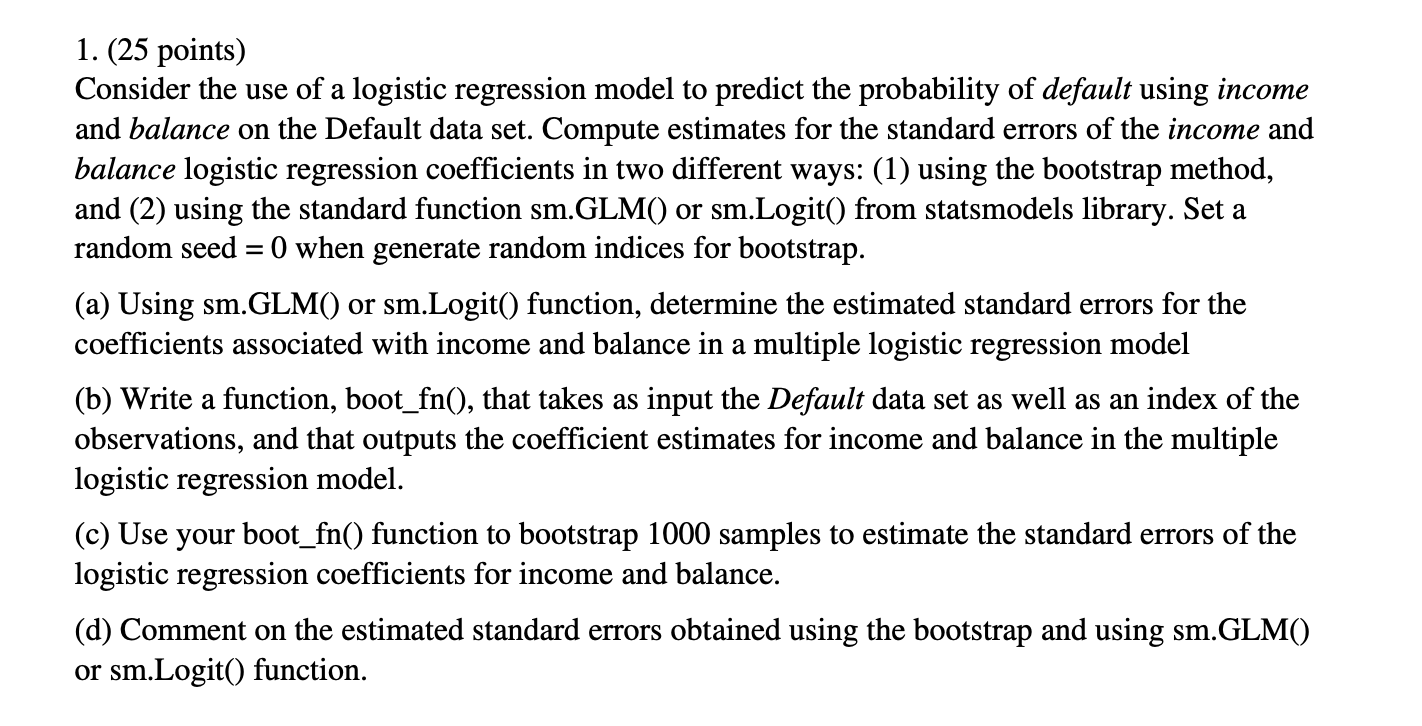 1. (25 points)
Consider the use of a logistic regression model to predict the probability of default using income
and balance on the Default data set. Compute estimates for the standard errors of the income and
balance logistic regression coefficients in two different ways: (1) using the bootstrap method,
and (2) using the standard function sm.GLM() or sm.Logit() from statsmodels library. Set a
random seed = 0 when generate random indices for bootstrap.
(a) Using sm.GLM() or sm.Logit() function, determine the estimated standard errors for the
coefficients associated with income and balance in a multiple logistic regression model
(b) Write a function, boot_fn(), that takes as input the Default data set as well as an index of the
observations, and that outputs the coefficient estimates for income and balance in the multiple
logistic regression model.
(c) Use your boot_fn() function to bootstrap 1000 samples to estimate the standard errors of the
logistic regression coefficients for income and balance.
(d) Comment on the estimated standard errors obtained using the bootstrap and using sm.GLM()
or sm.Logit() function.